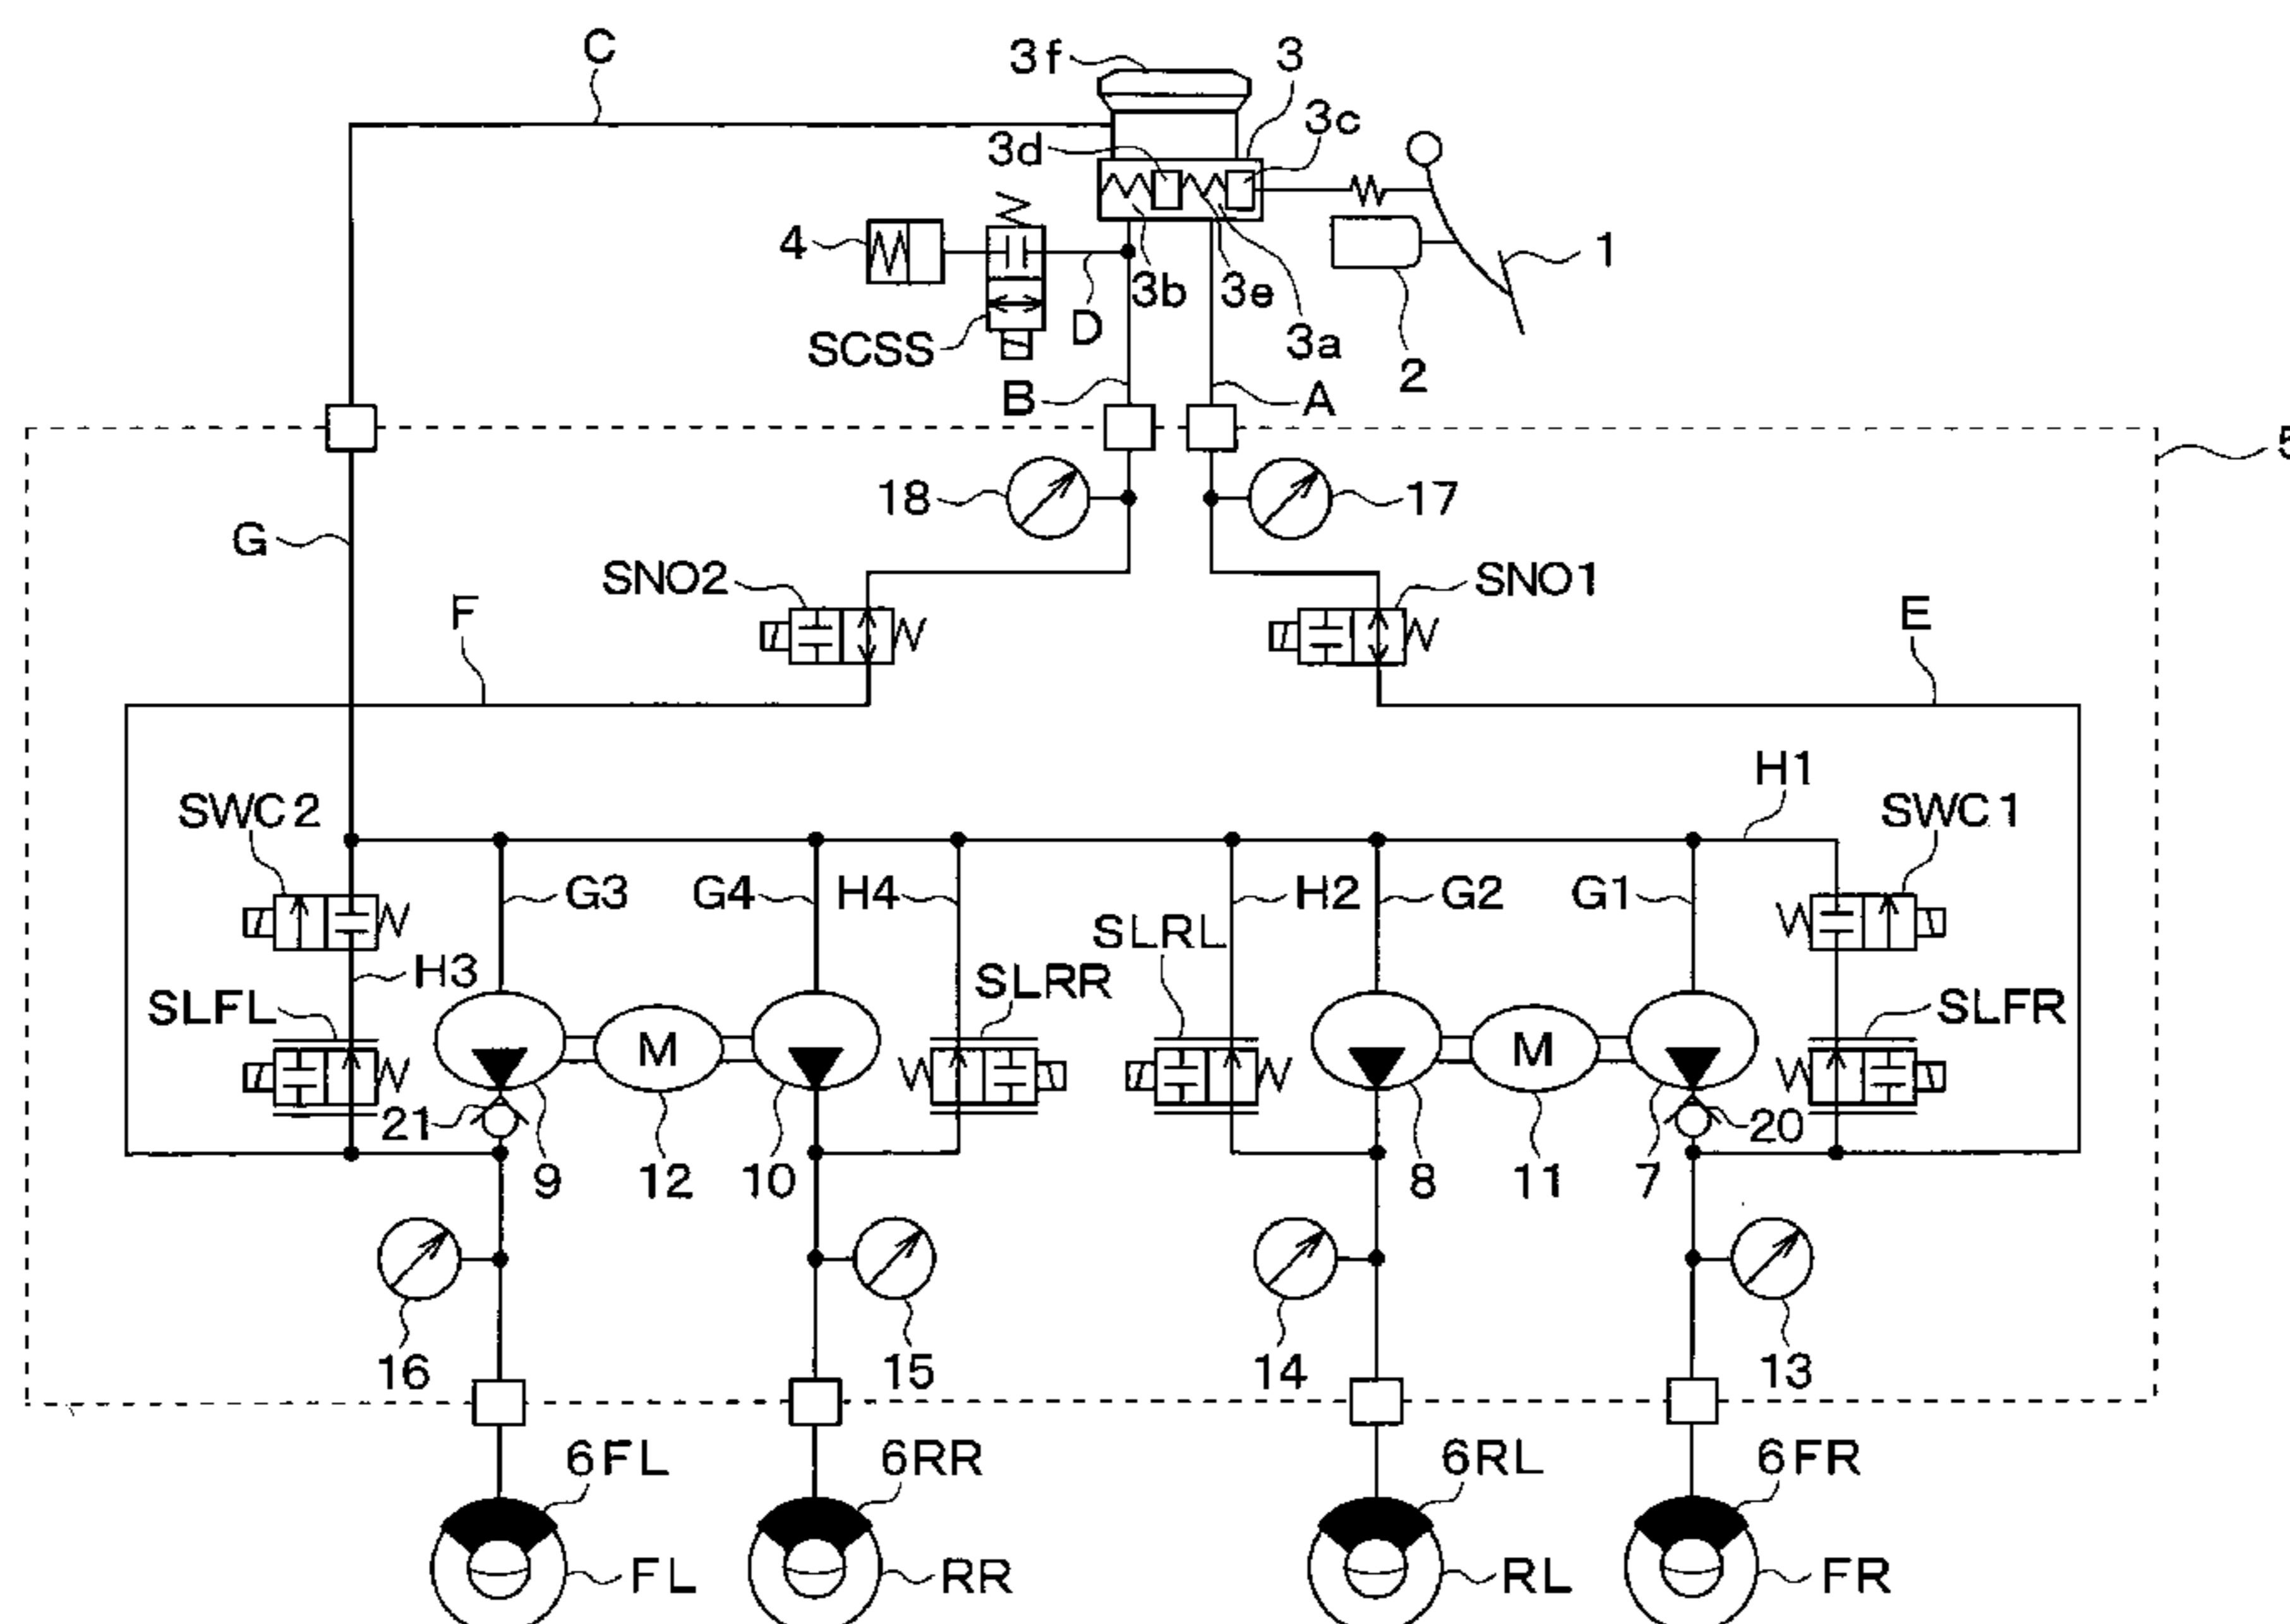 C
3f
3
3c
3d
4
1
3b
3e
D
SCSS
3a
2
B
A
5
18
17
G
SNO2
SNO1
F
E
H1
SWC2
SWC1
G3
G4
H4
H2
G2
G1
SLRL
H3
SLRR
SLFL
SLFR
M
M
21
20
9
12
10
8
11
7
16
15
14
13
6FL
6RR
6RL
6FR
FL
RR
RL
FR